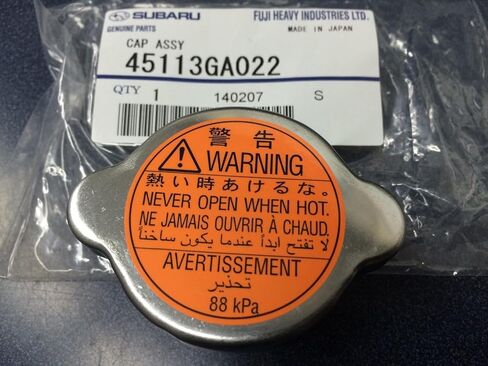 SUBARU
FUJI HEAVY INDUSTRIES LTD.
GENUINE PARTS
MADE IN JAPAN
CAP ASSY
45113GA022
QTY 1 140207 S
警告
WARNING
熱い時あけるな。
NEVER OPEN WHEN HOT.
NE JAMAIS OUVRIR À CHAUD.
لا تفتح ابداً عندما يكون ساخناً
AVERTISSEMENT
تحذير
88 kPa